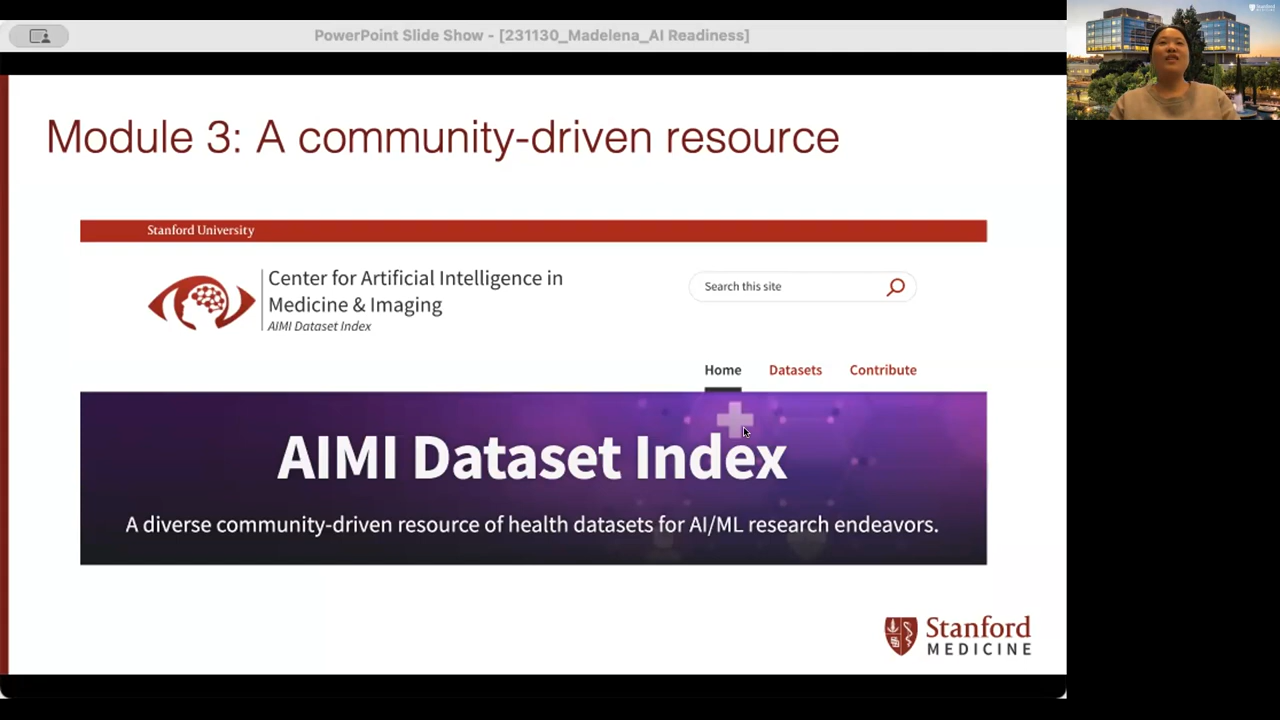 PowerPoint Slide Show - [231130_Madelena_AI Readiness]
Stanford
MEDICINE
Module 3: A community-driven resource
Stanford University
Center for Artificial Intelligence in
Medicine & Imaging
AIMI Dataset Index
Search this site
Home Datasets Contribute
AIMI Dataset Index
A diverse community-driven resource of health datasets for AI/ML research endeavors.
Stanford
MEDICINE